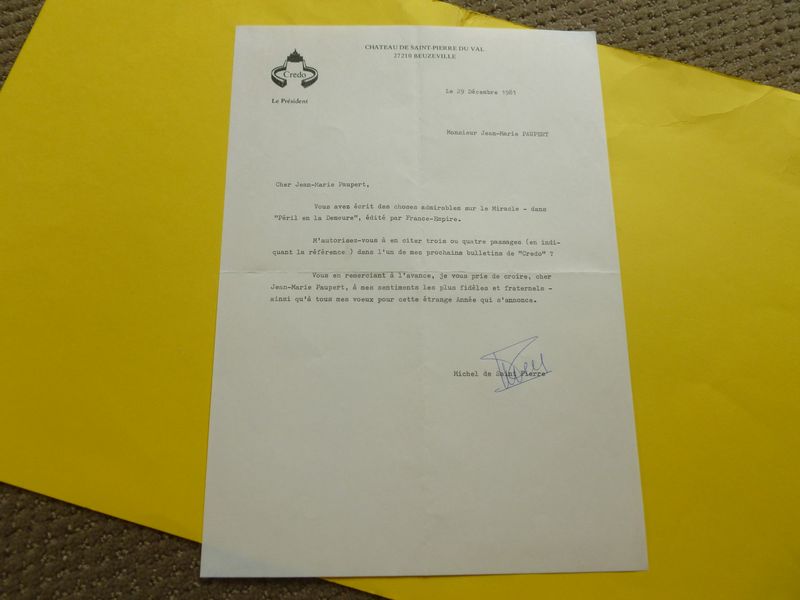 CHATEAU DE SAINT-PIERRE DU VAL
27210 BEUZEVILLE
Credo
Le Président
Le 29 Décembre 1981
Monsieur Jean-Marie PAUPERT
Cher Jean-Marie Paupert,
Vous avez écrit des choses admirables sur le Miracle - dans
"Péril en la Demeure", édité par France-Empire.
M'autorisez-vous à en citer trois ou quatre passages (en indi-
quant la référence ) dans l'un de mes prochains bulletins de "Credo" ?
Vous en remerciant à l'avance, je vous prie de croire, cher
Jean-Marie Paupert, à mes sentiments les plus fidèles et fraternels -
ainsi qu'à tous mes voeux pour cette étrange Année qui s'annonce.
Michel de Saint Pierre